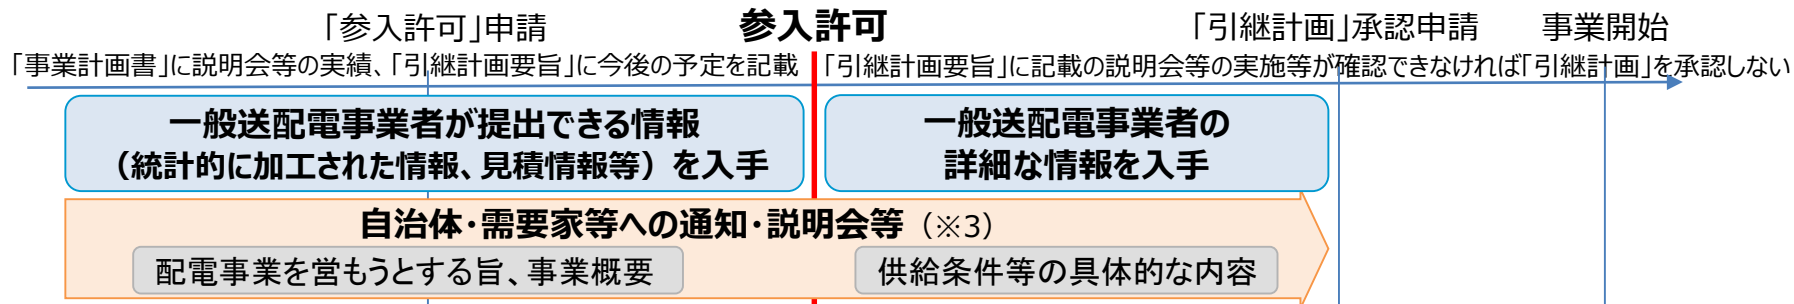 「参入許可」申請
参入許可
「引継計画」承認申請
事業開始
「事業計画書」に説明会等の実績、「引継計画要旨」に今後の予定を記載
「引継計画要旨」に記載の説明会等の実施等が確認できなければ「引継計画」を承認しない
一般送配電事業者が提出できる情報
（統計的に加工された情報、見積情報等）を入手
一般送配電事業者の
詳細な情報を入手
自治体・需要家等への通知・説明会等（※3）
配電事業を営もうとする旨、事業概要
供給条件等の具体的な内容